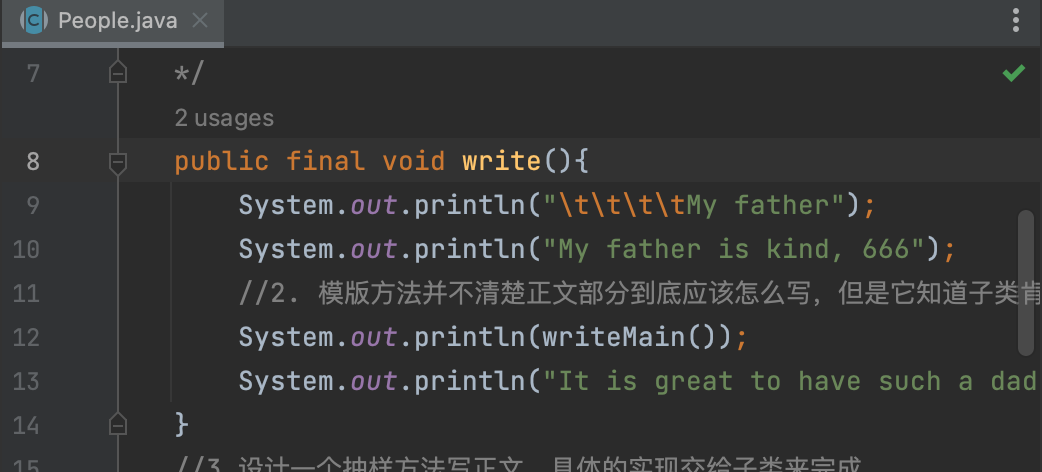 People.java
7 */
2 usages
8 public final void write(){
9 System.out.println("\t\t\t\tMy father");
10 System.out.println("My father is kind, 666");
11 //2. 模版方法并不清楚正文部分到底应该怎么写，但是它知道子类肯
12 System.out.println(writeMain());
13 System.out.println("It is great to have such a dad
14 }
15 //3 设计一个抽样方法写正文 具体的实现交给子类来完成